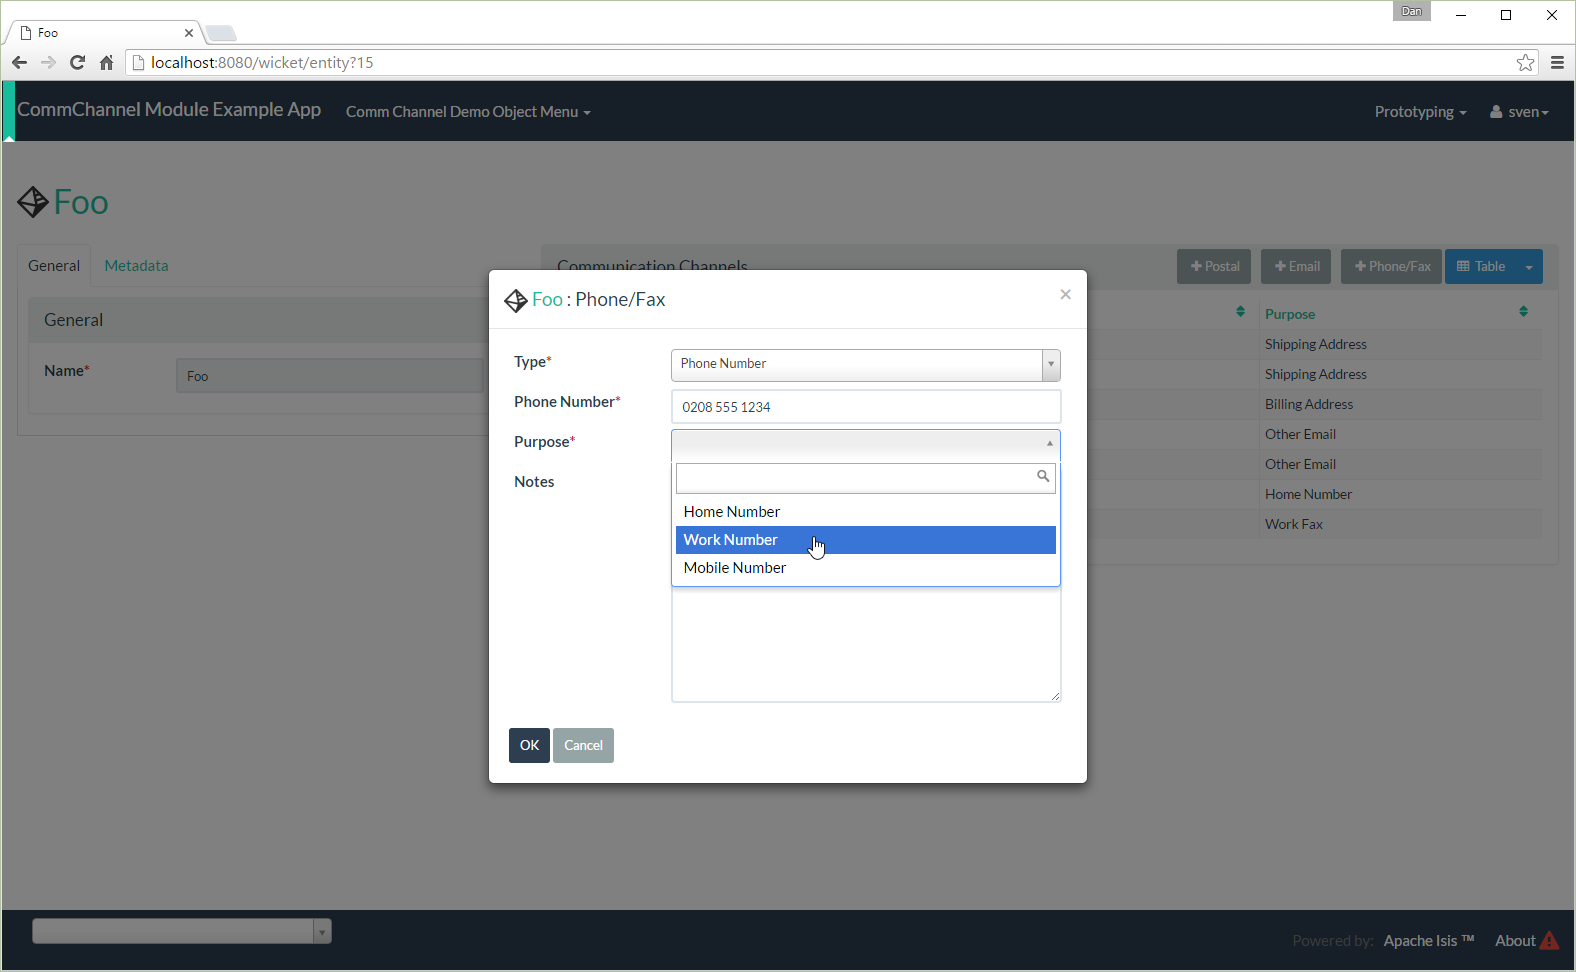 Dan
Foo
localhost:8080/wicket/entity?15
CommChannel Module Example App Comm Channel Demo Object Menu Prototyping sven
Foo
General Metadata
Communication Channels
+ Postal + Email + Phone/Fax Table
General
Name* Foo
Purpose
Shipping Address
Shipping Address
Billing Address
Other Email
Other Email
Home Number
Work Fax
Foo : Phone/Fax ×
Type* Phone Number
Phone Number* 0208 555 1234
Purpose*
Notes
Home Number
Work Number
Mobile Number
OK Cancel
Powered by: Apache Isis ™ About